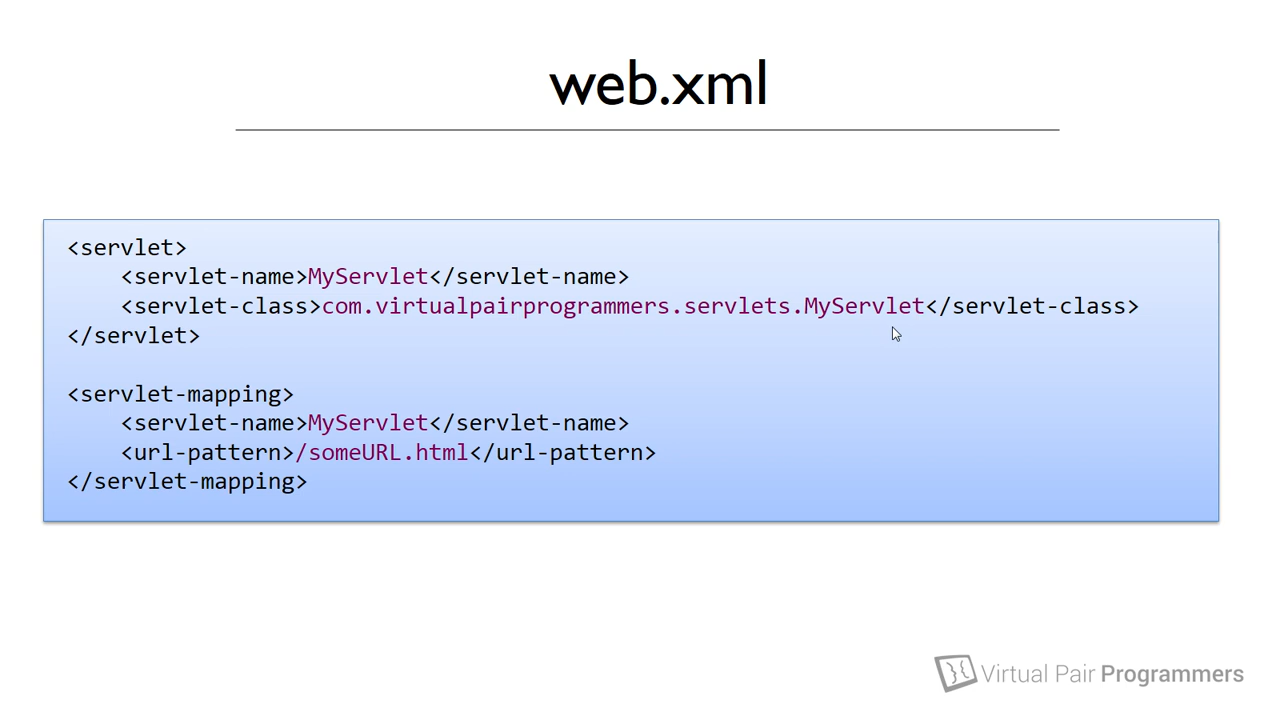 web.xml
<servlet>
    <servlet-name>MyServlet</servlet-name>
    <servlet-class>com.virtualpairprogrammers.servlets.MyServlet</servlet-class>
</servlet>
<servlet-mapping>
    <servlet-name>MyServlet</servlet-name>
    <url-pattern>/someURL.html</url-pattern>
</servlet-mapping>
Virtual Pair Programmers